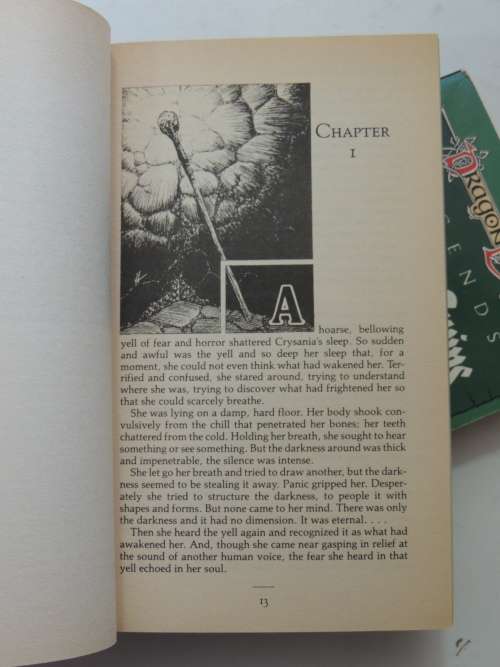 CHAPTER
1
A
hoarse, bellowing
yell of fear and horror shattered Crysania's sleep. So sudden
and awful was the yell and so deep her sleep that, for a
moment, she could not even think what had wakened her. Ter-
rified and confused, she stared around, trying to understand
where she was, trying to discover what had frightened her so
that she could scarcely breathe.
She was lying on a damp, hard floor. Her body shook con-
vulsively from the chill that penetrated her bones; her teeth
chattered from the cold. Holding her breath, she sought to hear
something or see something. But the darkness around was thick
and impenetrable, the silence was intense.
She let go her breath and tried to draw another, but the dark-
ness seemed to be stealing it away. Panic gripped her. Desper-
ately she tried to structure the darkness, to people it with
shapes and forms. But none came to her mind. There was only
the darkness and it had no dimension. It was eternal. . . .
Then she heard the yell again and recognized it as what had
awakened her. And, though she came near gasping in relief at
the sound of another human voice, the fear she heard in that
yell echoed in her soul.
13
DRAGON
ENDS